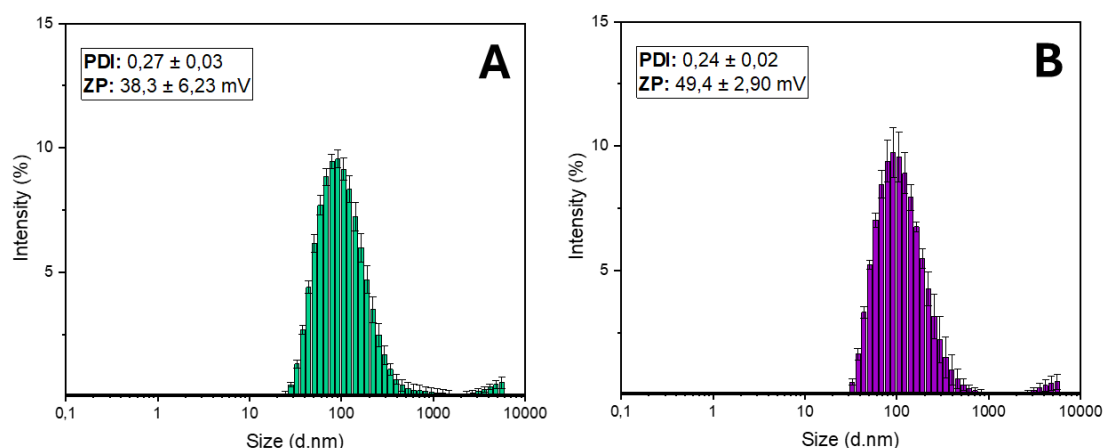 A
PDI: 0,27 ± 0,03
ZP: 38,3 ± 6,23 mV
15
10
5
Intensity (%)
0,1 1 10 100 1000 10000
Size (d.nm)
B
PDI: 0,24 ± 0,02
ZP: 49,4 ± 2,90 mV
15
10
5
Intensity (%)
0,1 1 10 100 1000 10000
Size (d.nm)